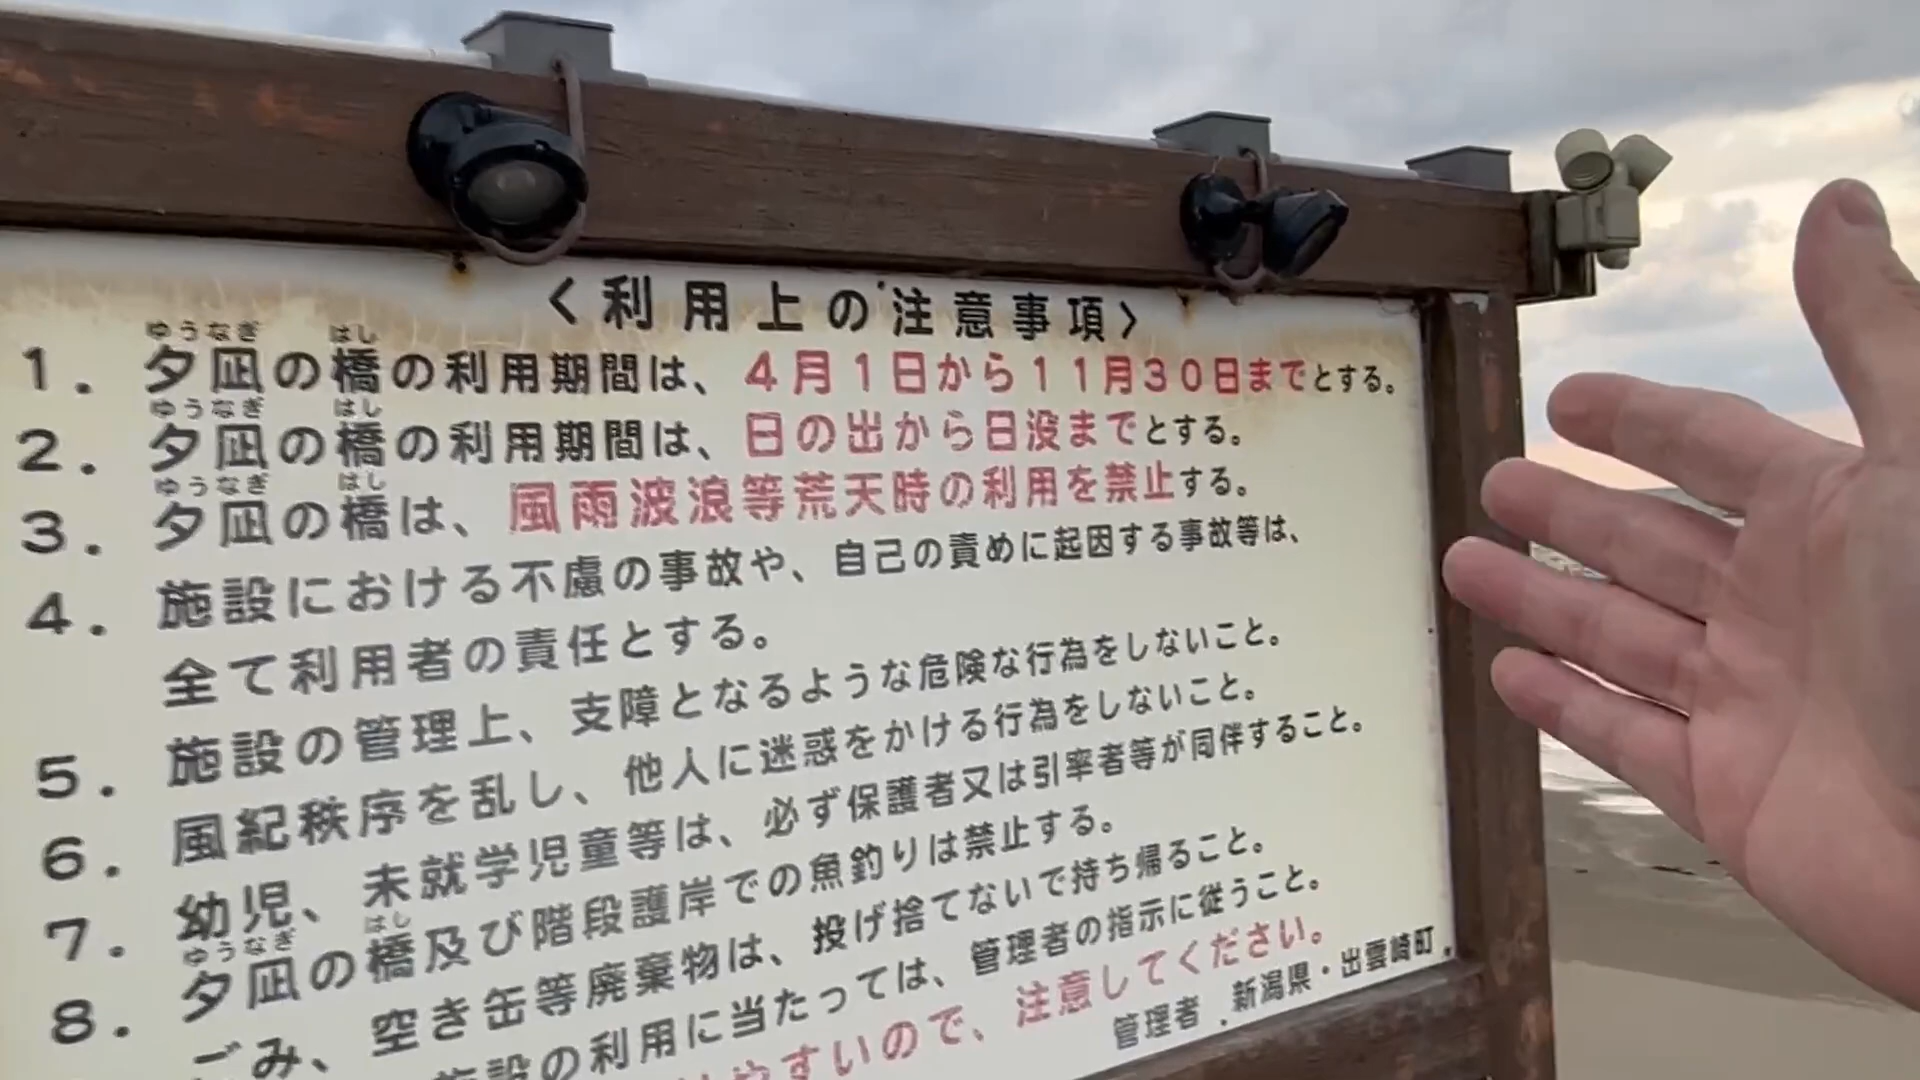 〈利用上の注意事項〉
ゆうなぎ はし
1．夕凪の橋の利用期間は、4月1日から11月30日までとする。
ゆうなぎ はし
2．夕凪の橋の利用期間は、日の出から日没までとする。
ゆうなぎ はし
3．夕凪の橋は、風雨波浪等荒天時の利用を禁止する。
4．施設における不慮の事故や、自己の責めに起因する事故等は、
全て利用者の責任とする。
5．施設の管理上、支障となるような危険な行為をしないこと。
6．風紀秩序を乱し、他人に迷惑をかける行為をしないこと。
7．幼児、未就学児童等は、必ず保護者又は引率者等が同伴すること。
ゆうなぎ はし
8．夕凪の橋及び階段護岸での魚釣りは禁止する。
ごみ、空き缶等廃棄物は、投げ捨てないで持ち帰ること。
施設の利用に当たっては、管理者の指示に従うこと。
やすいので、注意してください。
管理者．新潟県・出雲崎町．